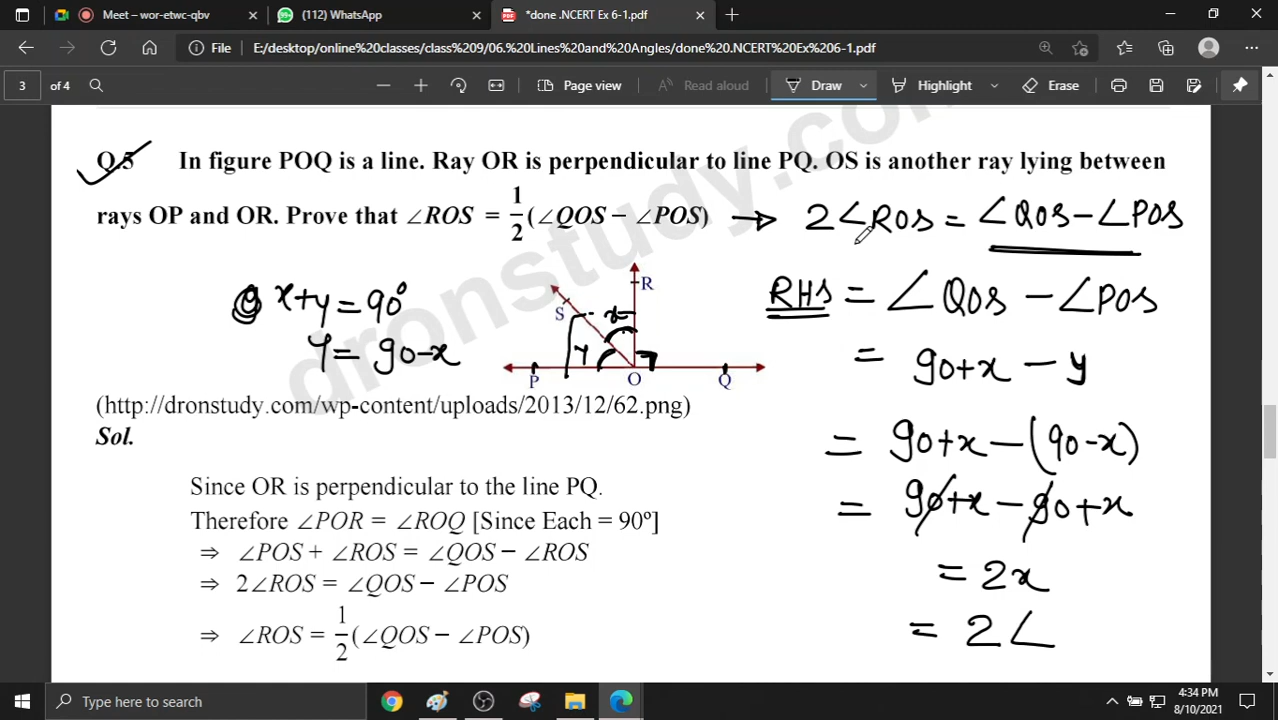 Meet – wor-etwc-qbv
(112) WhatsApp
*done .NCERT Ex 6-1.pdf
File
E:/desktop/online%20classes/class%209/06.%20Lines%20and%20Angles/done%20.NCERT%20Ex%206-1.pdf
3 of 4
Page view
Read aloud
Draw
Highlight
Erase
Q.5 In figure POQ is a line. Ray OR is perpendicular to line PQ. OS is another ray lying between
rays OP and OR. Prove that ∠ROS = 1/2 (∠QOS − ∠POS) → 2∠ROS = ∠QOS − ∠POS
x+y = 90°
y = 90-x
R
S
x
y
P
O
Q
RHS = ∠QOS − ∠POS
= 90+x − y
= 90+x − (90-x)
= 90+x − 90+x
= 2x
= 2∠
(http://dronstudy.com/wp-content/uploads/2013/12/62.png)
Sol.
Since OR is perpendicular to the line PQ.
Therefore ∠POR = ∠ROQ [Since Each = 90º]
⇒ ∠POS + ∠ROS = ∠QOS − ∠ROS
⇒ 2∠ROS = ∠QOS − ∠POS
⇒ ∠ROS = 1/2 (∠QOS − ∠POS)
dronstudy.com
Type here to search
4:34 PM
8/10/2021